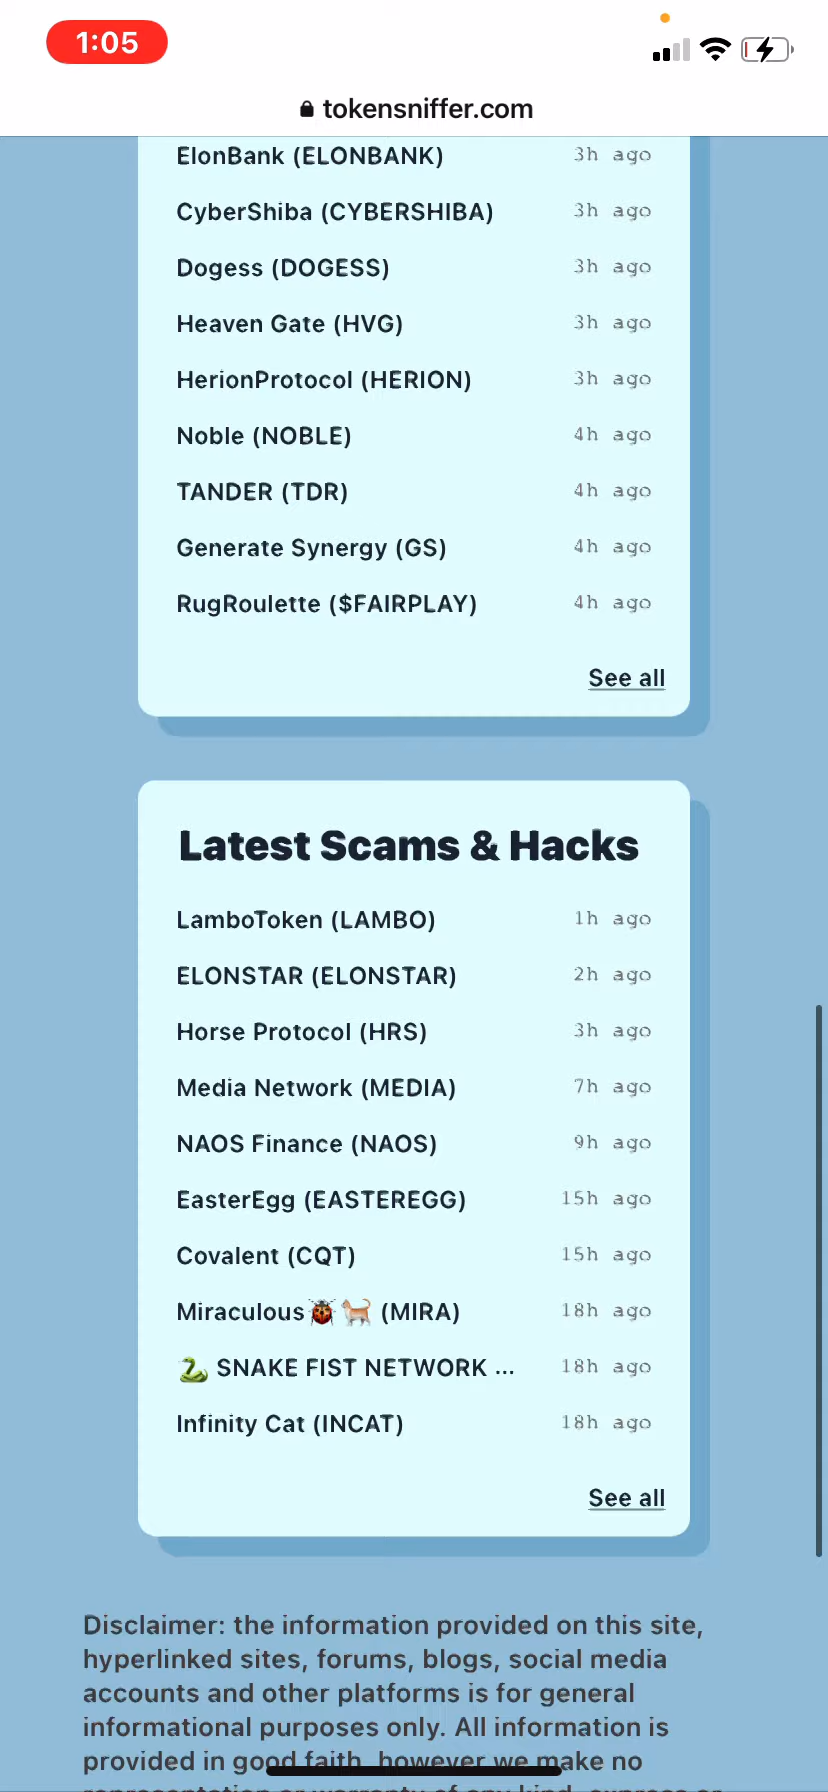 1:05
tokensniffer.com
ElonBank (ELONBANK) 3h ago
CyberShiba (CYBERSHIBA) 3h ago
Dogess (DOGESS) 3h ago
Heaven Gate (HVG) 3h ago
HerionProtocol (HERION) 3h ago
Noble (NOBLE) 4h ago
TANDER (TDR) 4h ago
Generate Synergy (GS) 4h ago
RugRoulette ($FAIRPLAY) 4h ago
See all
Latest Scams & Hacks
LamboToken (LAMBO) 1h ago
ELONSTAR (ELONSTAR) 2h ago
Horse Protocol (HRS) 3h ago
Media Network (MEDIA) 7h ago
NAOS Finance (NAOS) 9h ago
EasterEgg (EASTEREGG) 15h ago
Covalent (CQT) 15h ago
Miraculous🐞🐈 (MIRA) 18h ago
🐍 SNAKE FIST NETWORK ... 18h ago
Infinity Cat (INCAT) 18h ago
See all
Disclaimer: the information provided on this site,
hyperlinked sites, forums, blogs, social media
accounts and other platforms is for general
informational purposes only. All information is
provided in good faith, however we make no